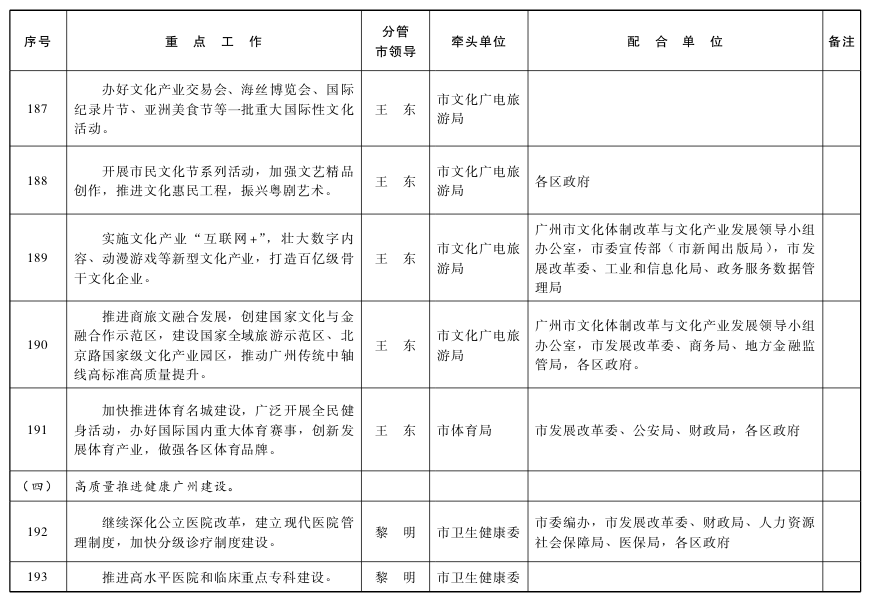 序号 重 点 工 作 分管市领导 牵头单位 配 合 单 位 备注
187
办好文化产业交易会、海丝博览会、国际
纪录片节、亚洲美食节等一批重大国际性文化
活动。
王 东
市文化广电旅
游局
188
开展市民文化节系列活动，加强文艺精品
创作，推进文化惠民工程，振兴粤剧艺术。
王 东
市文化广电旅
游局
各区政府
189
实施文化产业“互联网+”，壮大数字内
容、动漫游戏等新型文化产业，打造百亿级骨
干文化企业。
王 东
市文化广电旅
游局
广州市文化体制改革与文化产业发展领导小组
办公室，市委宣传部（市新闻出版局），市发
展改革委、工业和信息化局、政务服务数据管
理局
190
推进商旅文融合发展，创建国家文化与金
融合作示范区，建设国家全域旅游示范区、北
京路国家级文化产业园区，推动广州传统中轴
线高标准高质量提升。
王 东
市文化广电旅
游局
广州市文化体制改革与文化产业发展领导小组
办公室，市发展改革委、商务局、地方金融监
管局，各区政府。
191
加快推进体育名城建设，广泛开展全民健
身活动，办好国际国内重大体育赛事，创新发
展体育产业，做强各区体育品牌。
王 东
市体育局
市发展改革委、公安局、财政局，各区政府
（四） 高质量推进健康广州建设。
192
继续深化公立医院改革，建立现代医院管
理制度，加快分级诊疗制度建设。
黎 明
市卫生健康委
市委编办，市发展改革委、财政局、人力资源
社会保障局、医保局，各区政府
193
推进高水平医院和临床重点专科建设。
黎 明
市卫生健康委